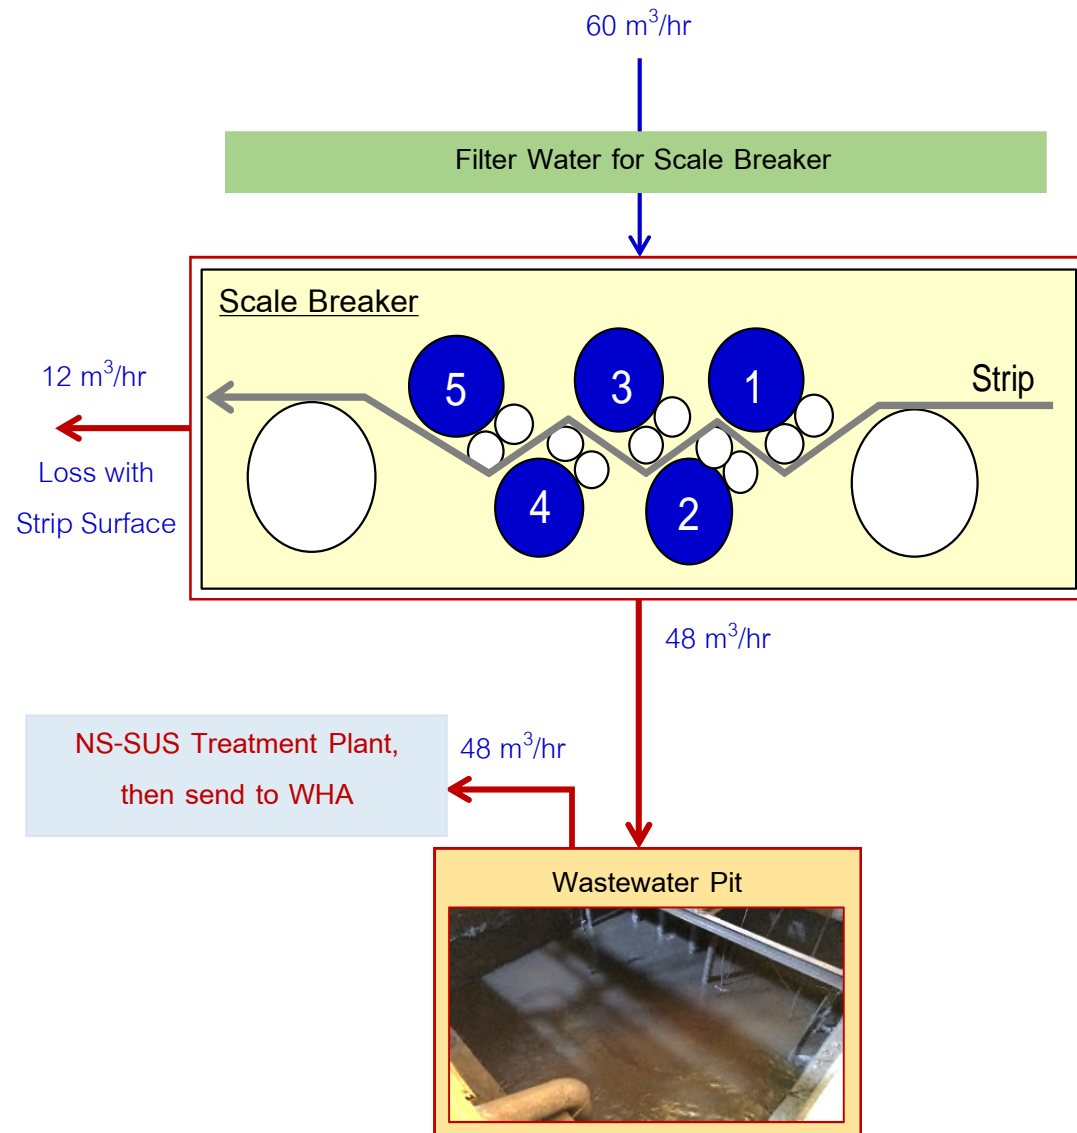 60 m³/hr
Filter Water for Scale Breaker
Scale Breaker
12 m³/hr
Loss with
Strip Surface
5
3
1
Strip
4
2
48 m³/hr
NS-SUS Treatment Plant,
then send to WHA
48 m³/hr
Wastewater Pit